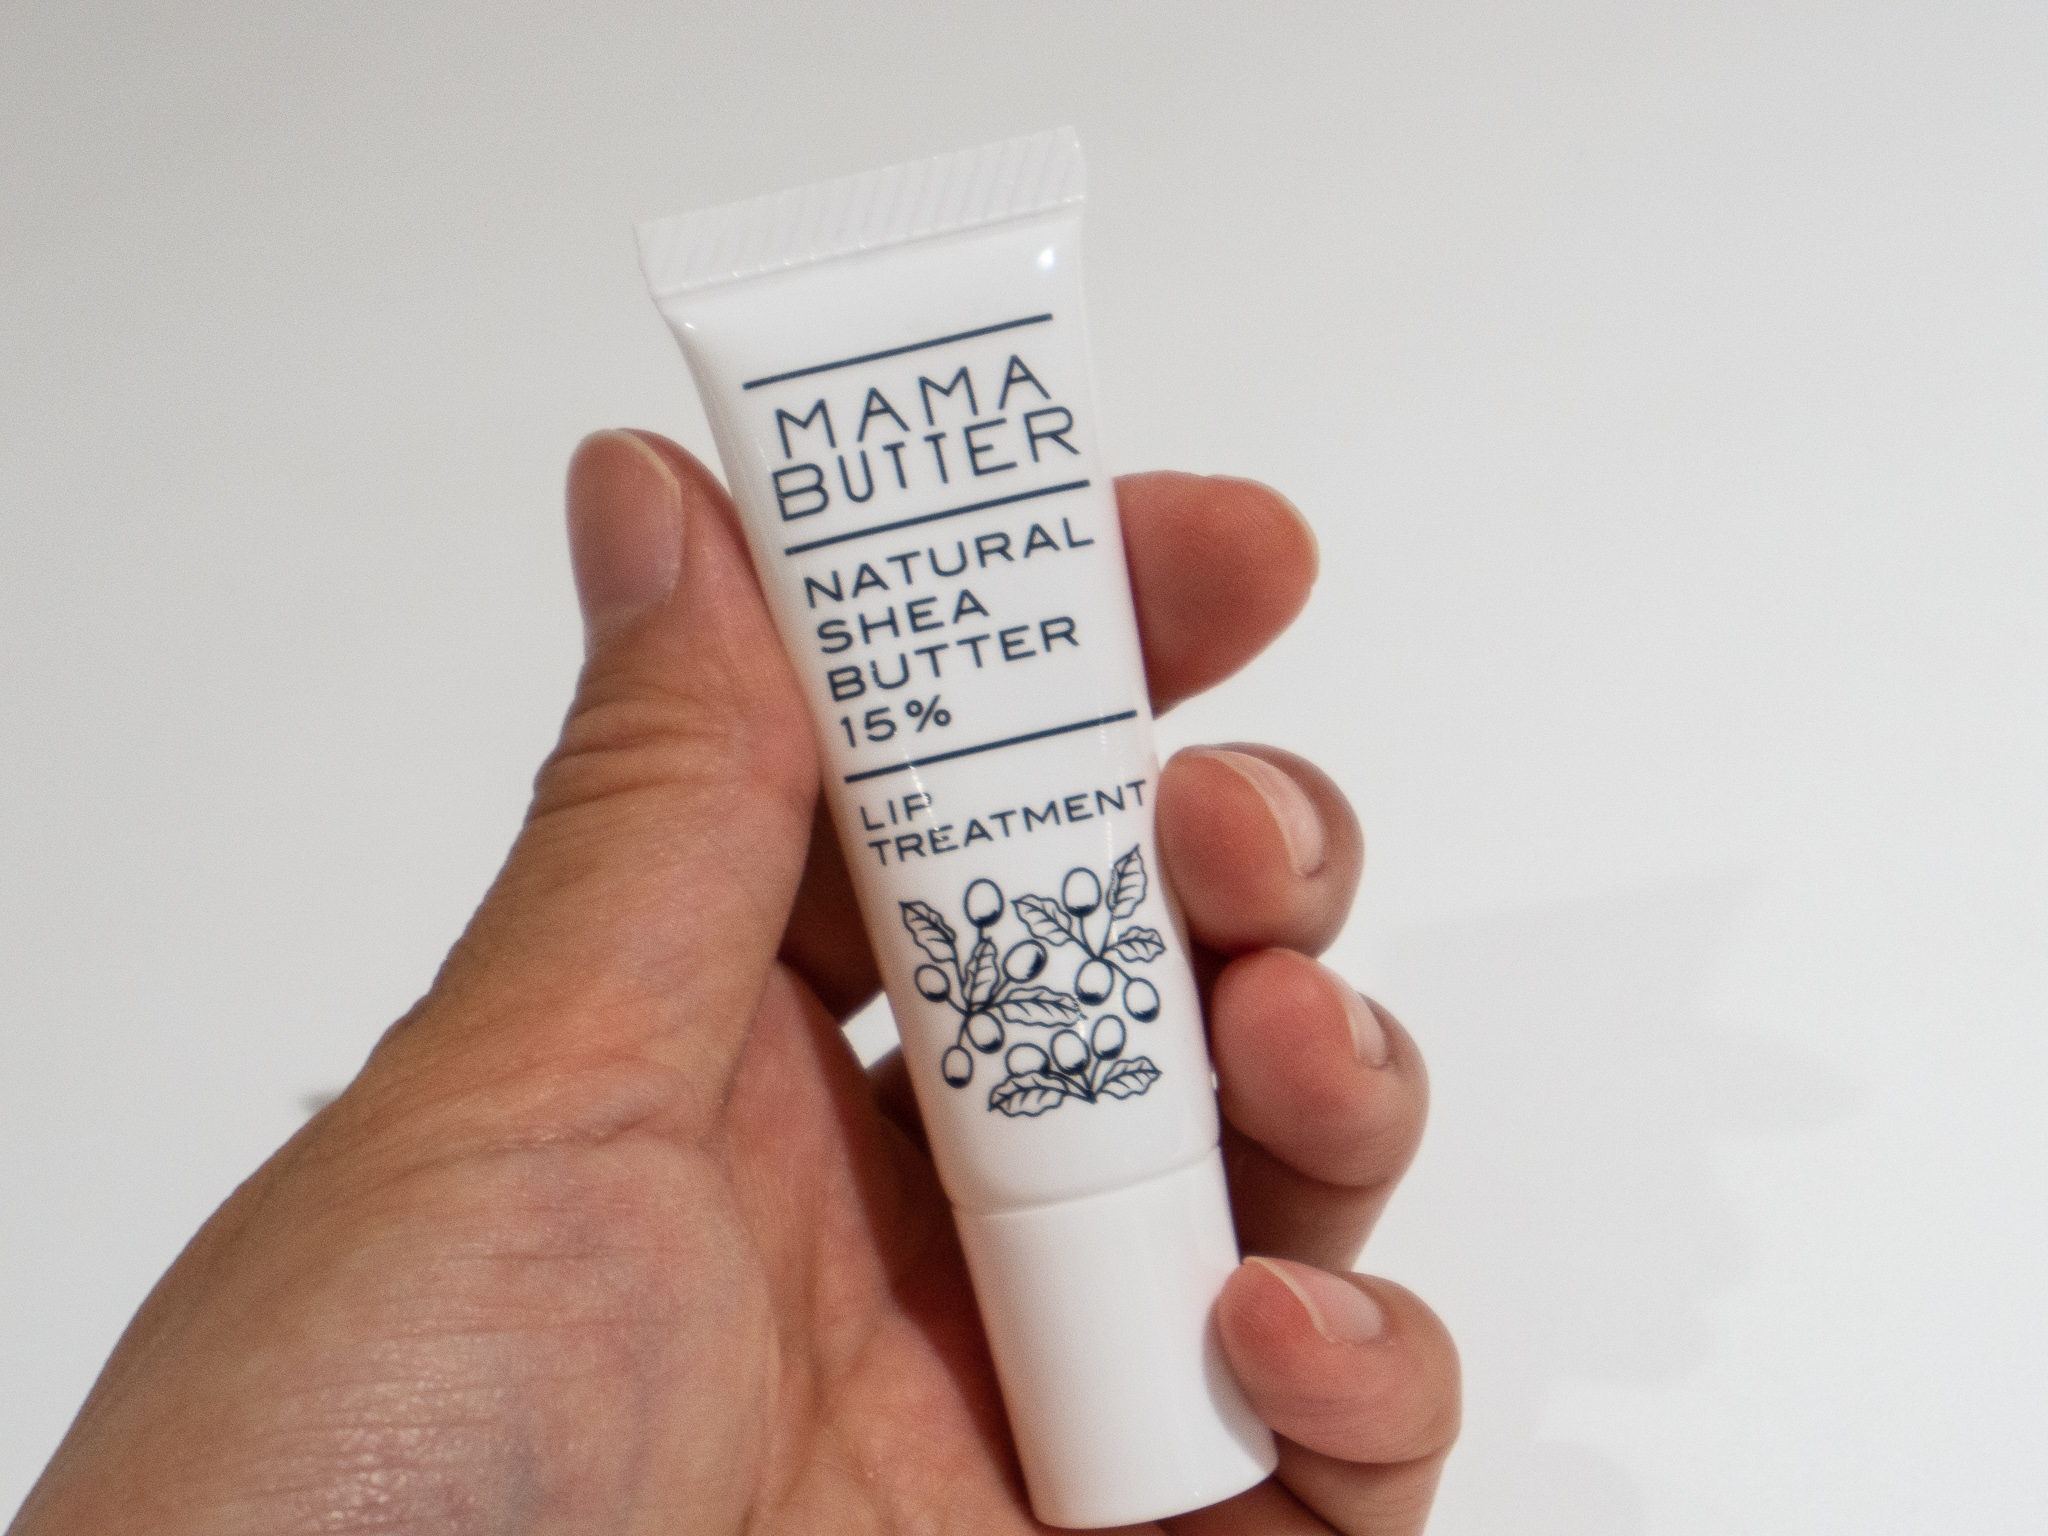 MAMA
BUTTER
NATURAL
SHEA
BUTTER
15%
LIP
TREATMENT